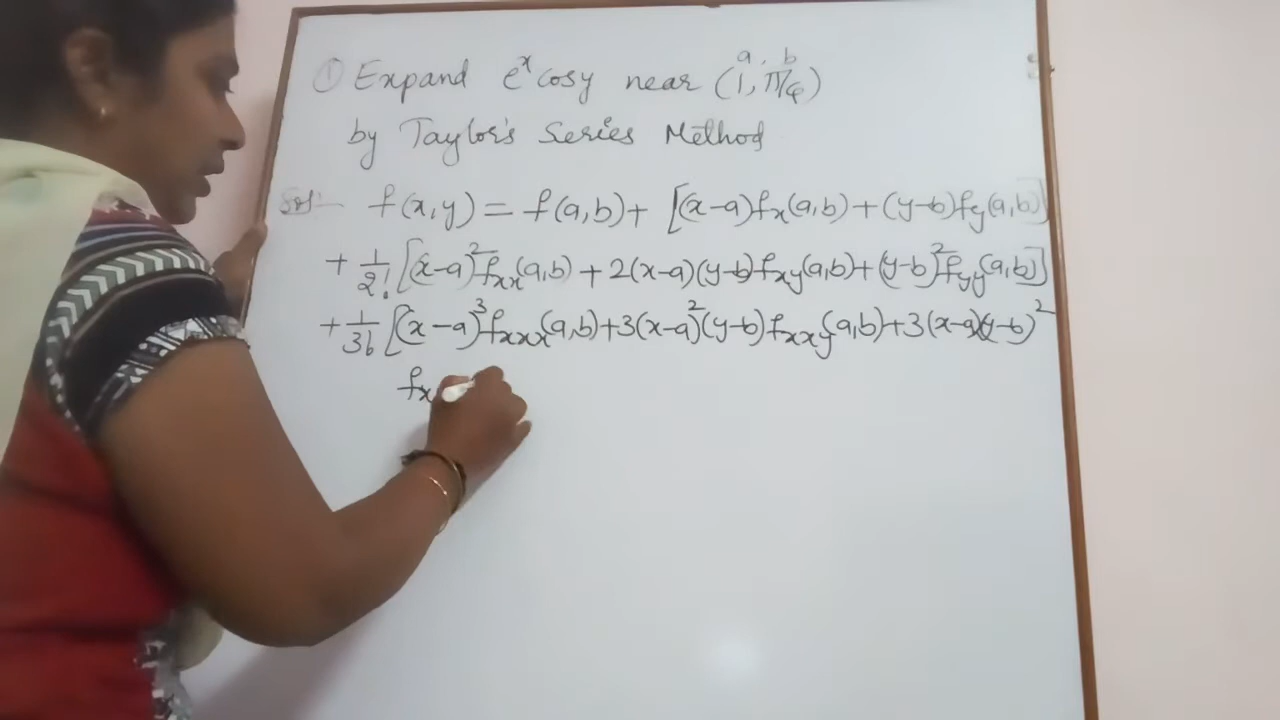 ① Expand eˣ cosy near (1, π/4)
a, b
by Taylor's Series Method
Sol:- f(x,y) = f(a,b) + [(x-a)fx(a,b) + (y-b)fy(a,b)]
+ 1/2! [(x-a)² fxx(a,b) + 2(x-a)(y-b) fxy(a,b) + (y-b)² fyy(a,b)]
+ 1/3! [(x-a)³ fxxx(a,b) + 3(x-a)²(y-b) fxxy(a,b) + 3(x-a)(y-b)²
fx